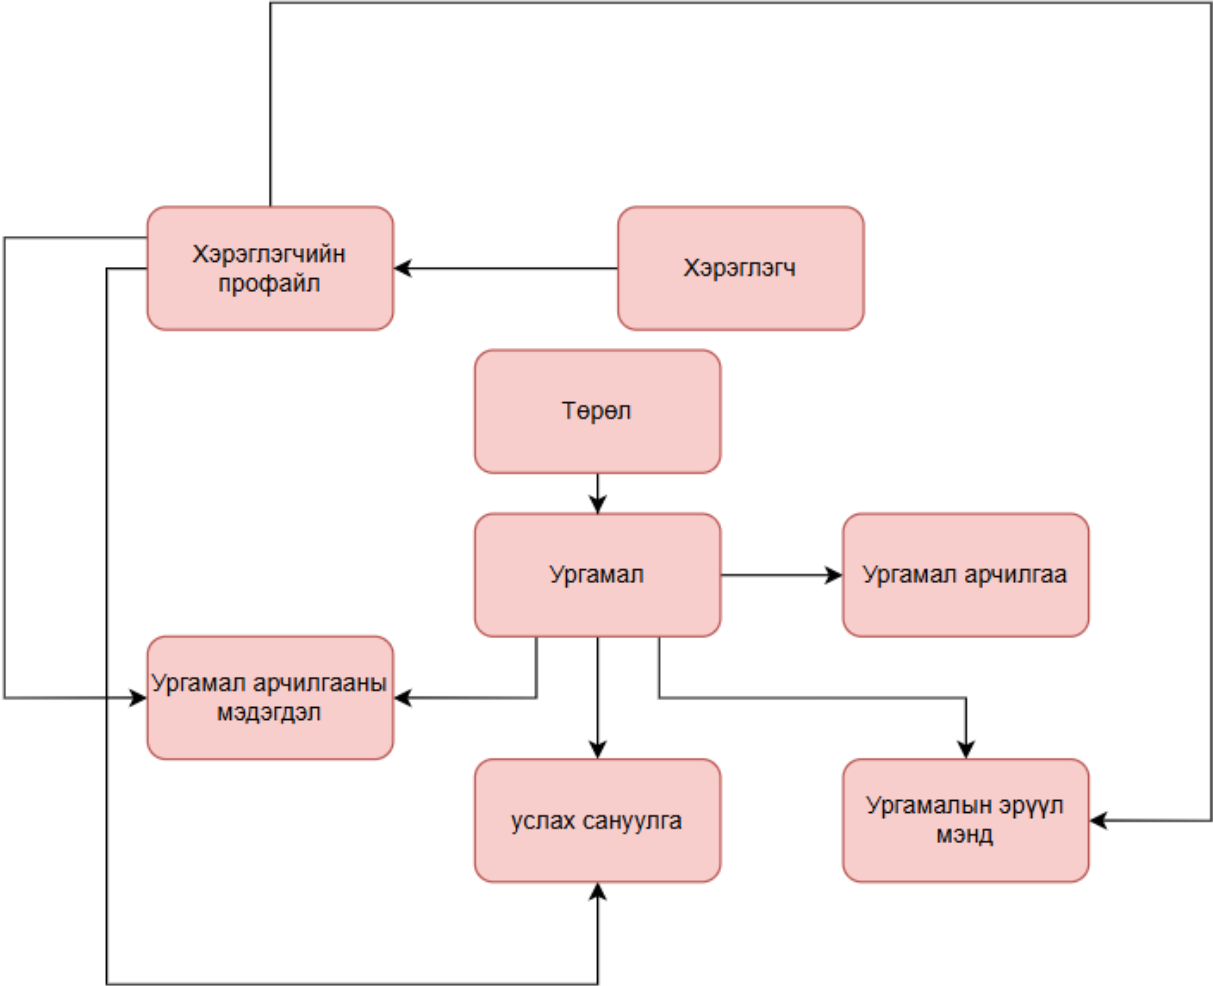 Хэрэглэгчийн
профайл
Хэрэглэгч
Төрөл
Ургамал
Ургамал арчилгаа
Ургамал арчилгааны
мэдэгдэл
услах сануулга
Ургамалын эрүүл
мэнд